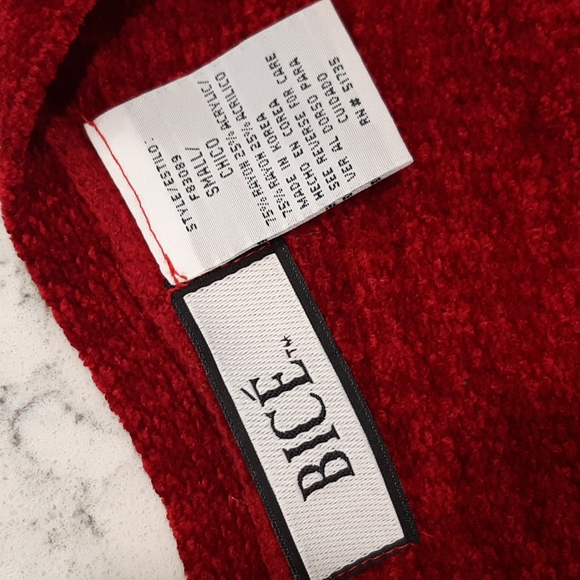 STYLE/ESTILO:
F83089
SMALL/
CHICO
75% RAYON 25% ACRYLIC/
75% RAYON 25% ACRILICO
MADE IN KOREA
HECHO EN COREA
SEE REVERSE FOR CARE
VER AL DORSO PARA
CUIDADO
RN# 51735
BICÉ™